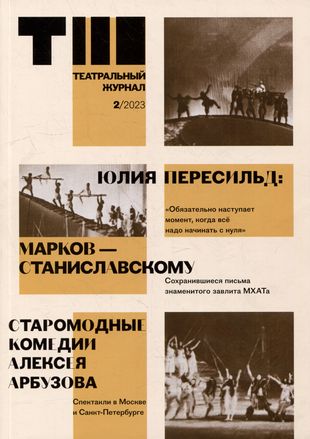 ТЖ
ТЕАТРАЛЬНЫЙ
ЖУРНАЛ
2/2023
ЮЛИЯ ПЕРЕСИЛЬД:
«Обязательно наступает
момент, когда всё
надо начинать с нуля»
МАРКОВ —
СТАНИСЛАВСКОМУ
Сохранившиеся письма
знаменитого завлита МХАТа
СТАРОМОДНЫЕ
КОМЕДИИ
АЛЕКСЕЯ
АРБУЗОВА
Спектакли в Москве
и Санкт-Петербурге